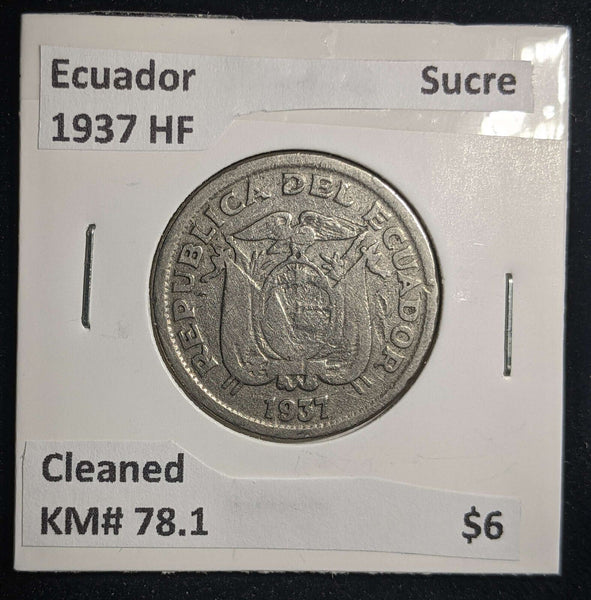 Ecuador Sucre
1937 HF
REPUBLICA DEL ECUADOR
1937
Cleaned
KM# 78.1 $6